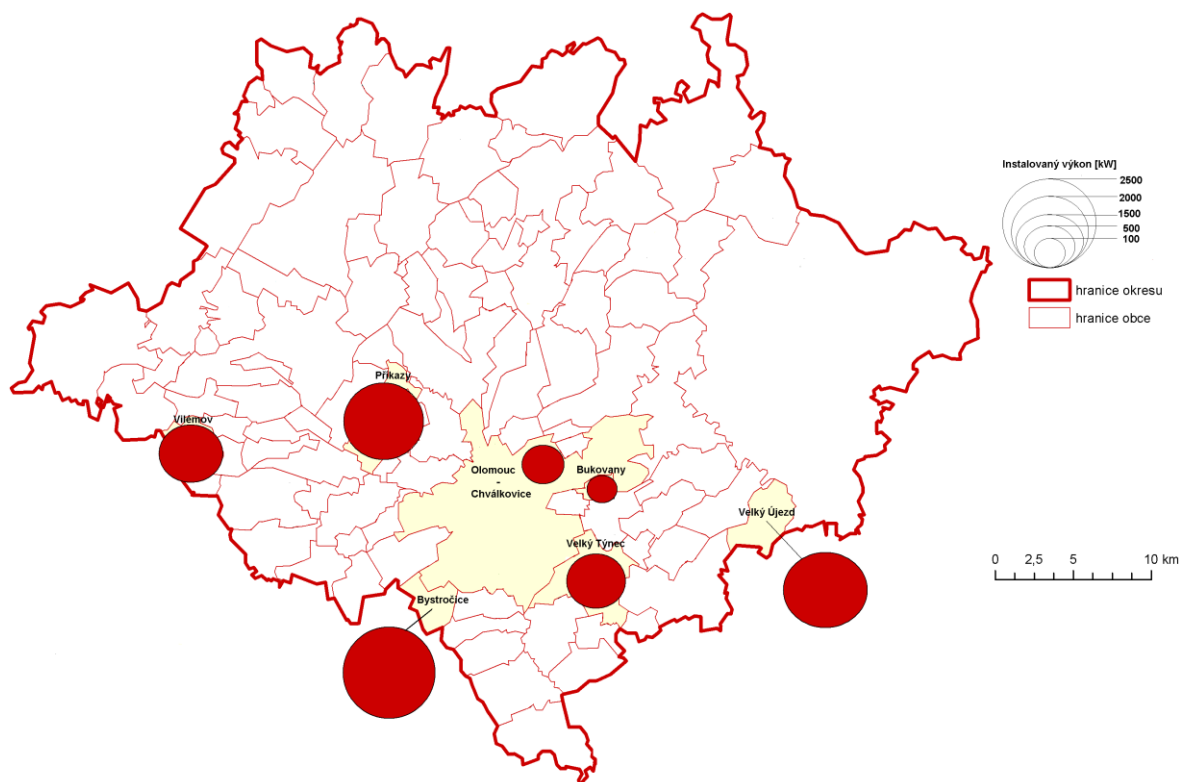 Instalovaný výkon [kW]
2500
2000
1500
500
100
hranice okresu
hranice obce
Příkazy
Vilémov
Olomouc
-
Chválkovice
Bukovany
Velký Újezd
Velký Týnec
Bystročice
0 2,5 5 10 km